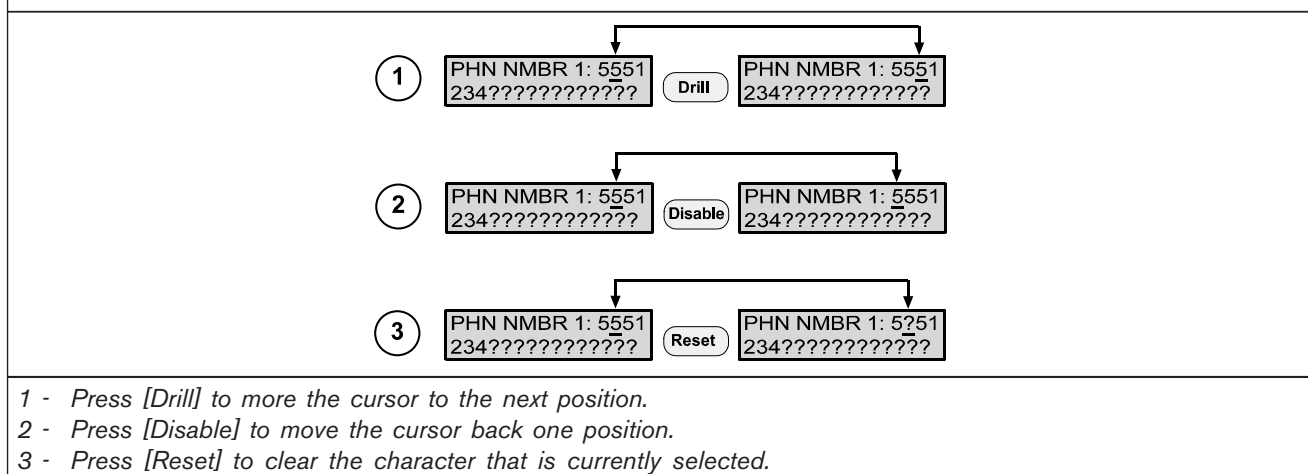 1
PHN NMBR 1: 5551
234????????????
Drill
PHN NMBR 1: 5551
234????????????
2
PHN NMBR 1: 5551
234????????????
Disable
PHN NMBR 1: 5551
234????????????
3
PHN NMBR 1: 5551
234????????????
Reset
PHN NMBR 1: 5?51
234????????????
1 - Press [Drill] to more the cursor to the next position.
2 - Press [Disable] to move the cursor back one position.
3 - Press [Reset] to clear the character that is currently selected.